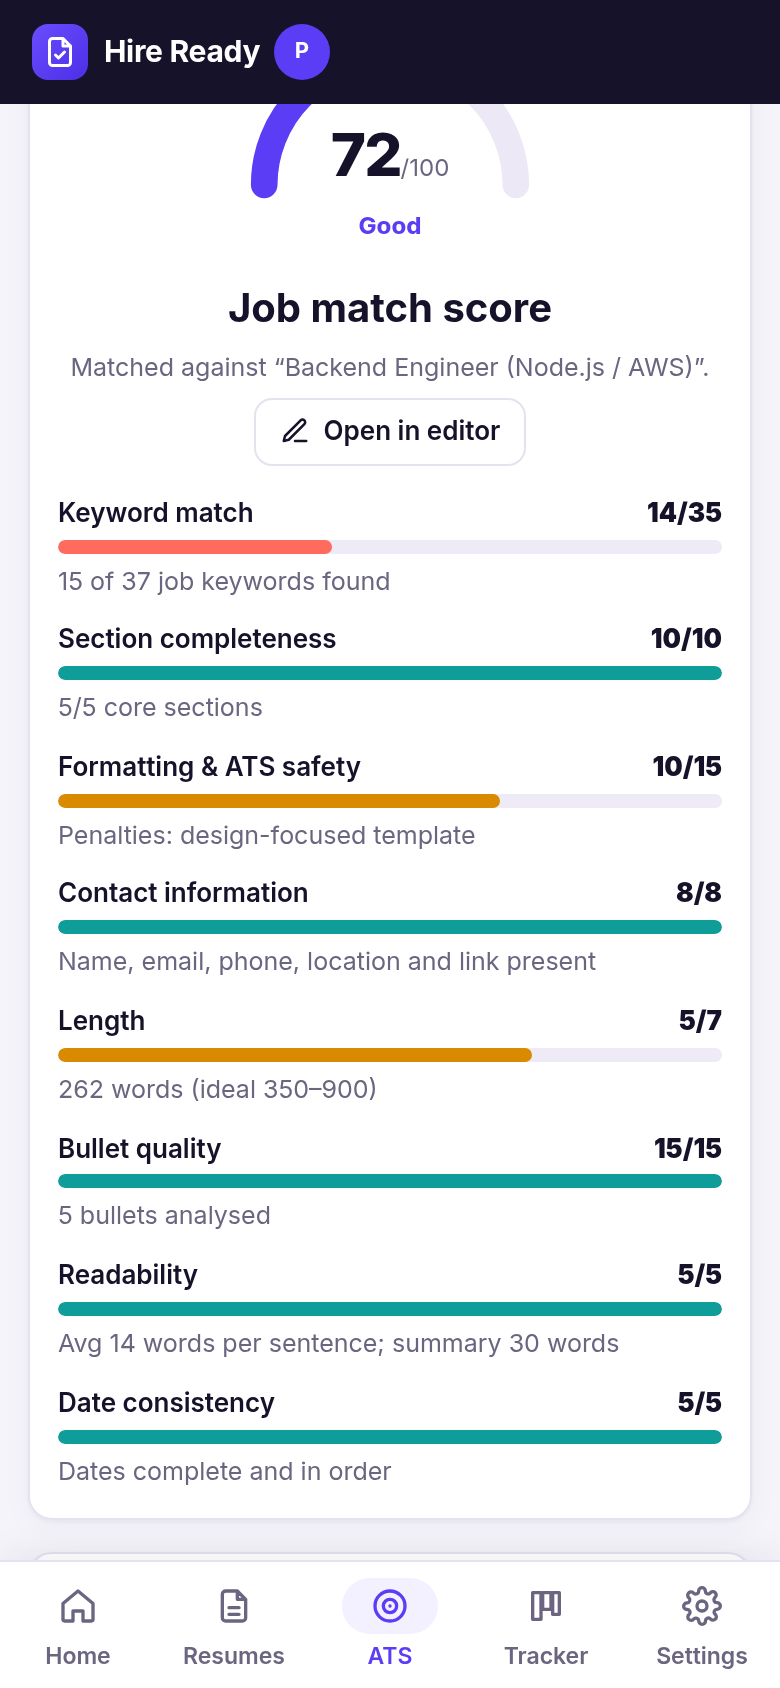 Hire Ready
P
72/100
Good
Job match score
Matched against “Backend Engineer (Node.js / AWS)”.
Open in editor
Keyword match 14/35
15 of 37 job keywords found
Section completeness 10/10
5/5 core sections
Formatting & ATS safety 10/15
Penalties: design-focused template
Contact information 8/8
Name, email, phone, location and link present
Length 5/7
262 words (ideal 350–900)
Bullet quality 15/15
5 bullets analysed
Readability 5/5
Avg 14 words per sentence; summary 30 words
Date consistency 5/5
Dates complete and in order
Home Resumes ATS Tracker Settings